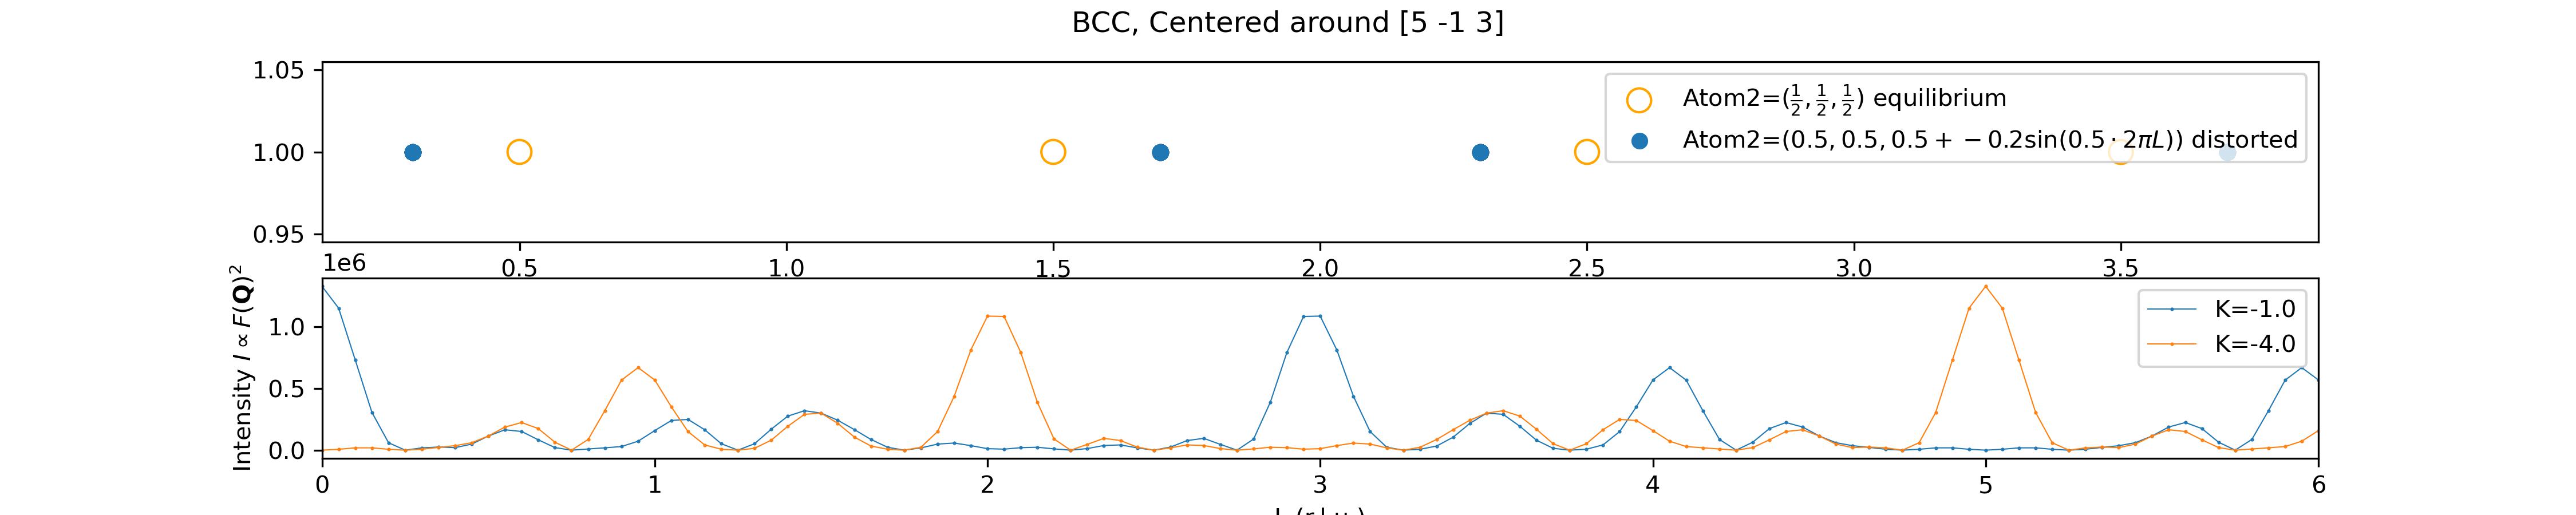 BCC, Centered around [5 -1 3]
1.05
1.00
0.95
Atom2=(1/2, 1/2, 1/2) equilibrium
Atom2=(0.5, 0.5, 0.5 + − 0.2sin(0.5 · 2πL)) distorted
0.5 1.0 1.5 2.0 2.5 3.0 3.5
1e6
Intensity I ∝ F(Q)²
1.0
0.5
0.0
K=-1.0
K=-4.0
0 1 2 3 4 5 6